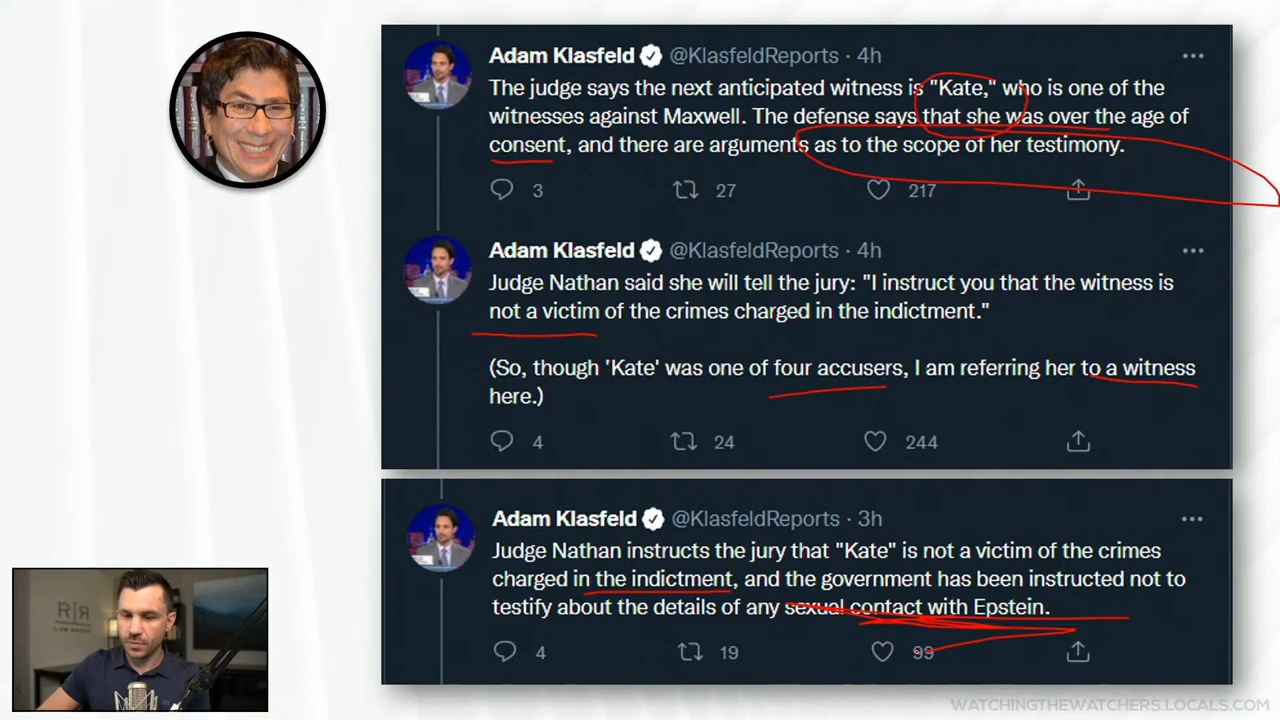 Adam Klasfeld @KlasfeldReports · 4h
The judge says the next anticipated witness is "Kate," who is one of the
witnesses against Maxwell. The defense says that she was over the age of
consent, and there are arguments as to the scope of her testimony.
3 27 217
Adam Klasfeld @KlasfeldReports · 4h
Judge Nathan said she will tell the jury: "I instruct you that the witness is
not a victim of the crimes charged in the indictment."
(So, though 'Kate' was one of four accusers, I am referring her to a witness
here.)
4 24 244
Adam Klasfeld @KlasfeldReports · 3h
Judge Nathan instructs the jury that "Kate" is not a victim of the crimes
charged in the indictment, and the government has been instructed not to
testify about the details of any sexual contact with Epstein.
4 19 99
R|R
LAW GROUP
WATCHINGTHEWATCHERS.LOCALS.COM